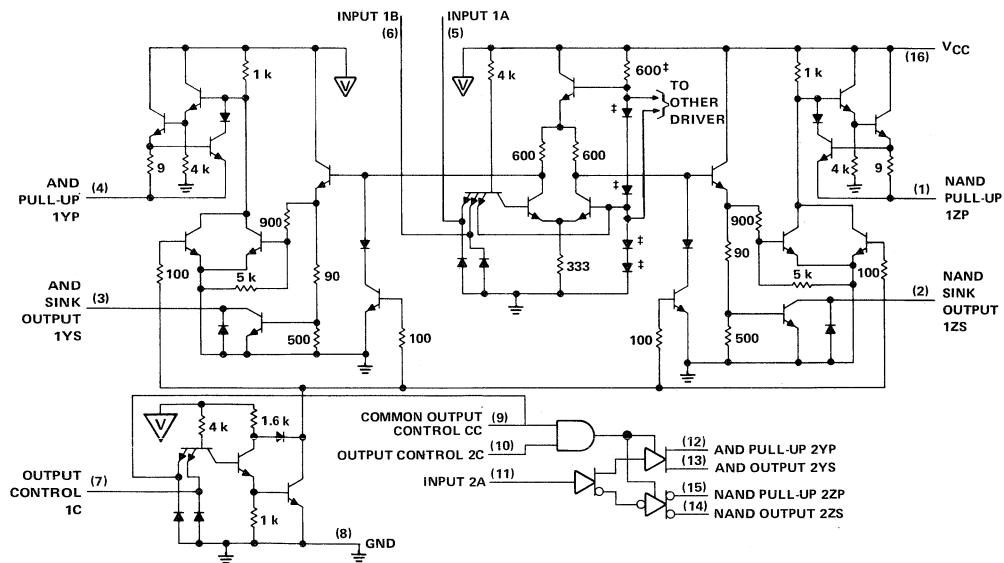 INPUT 1B
(6)
INPUT 1A
(5)
VCC
(16)
V
V
1 k
4 k
600‡
1 k
TO
OTHER
DRIVER
‡
9
4 k
600
600
‡
4 k
9
AND
PULL-UP
1YP
(4)
(1)
NAND
PULL-UP
1ZP
900
900
100
5 k
90
333
‡
‡
90
5 k
100
AND
SINK
OUTPUT
1YS
(3)
(2)
NAND
SINK
OUTPUT
1ZS
500
100
100
500
V
4 k
1.6 k
COMMON OUTPUT
CONTROL CC
(9)
OUTPUT CONTROL 2C
(10)
INPUT 2A
(11)
(12)
AND PULL-UP 2YP
(13)
AND OUTPUT 2YS
(15)
NAND PULL-UP 2ZP
(14)
NAND OUTPUT 2ZS
OUTPUT
CONTROL
1C
(7)
1 k
(8)
GND